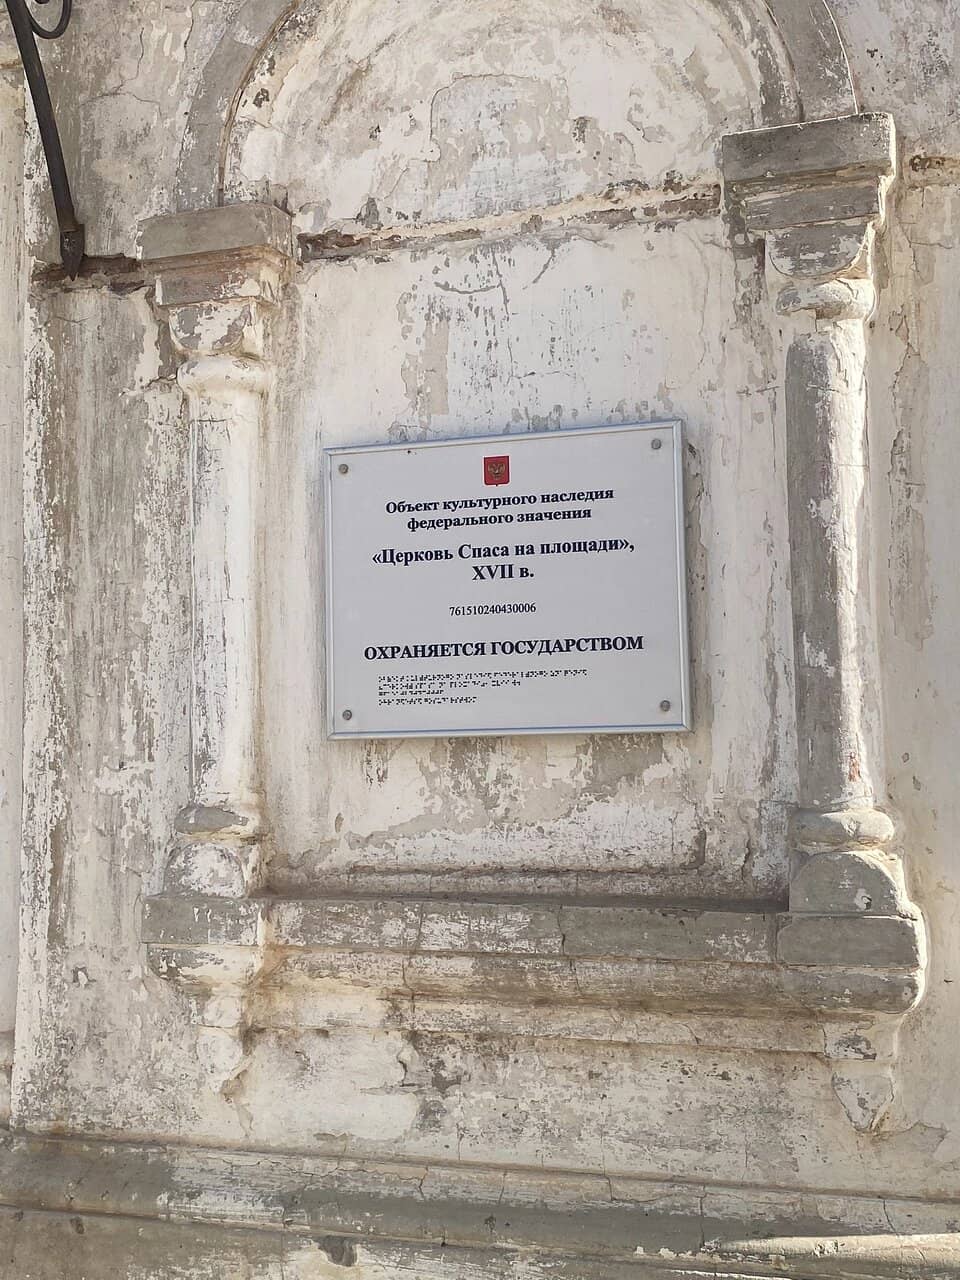 Объект культурного наследия
федерального значения
«Церковь Спаса на площади»,
XVII в.
761510240430006
ОХРАНЯЕТСЯ ГОСУДАРСТВОМ